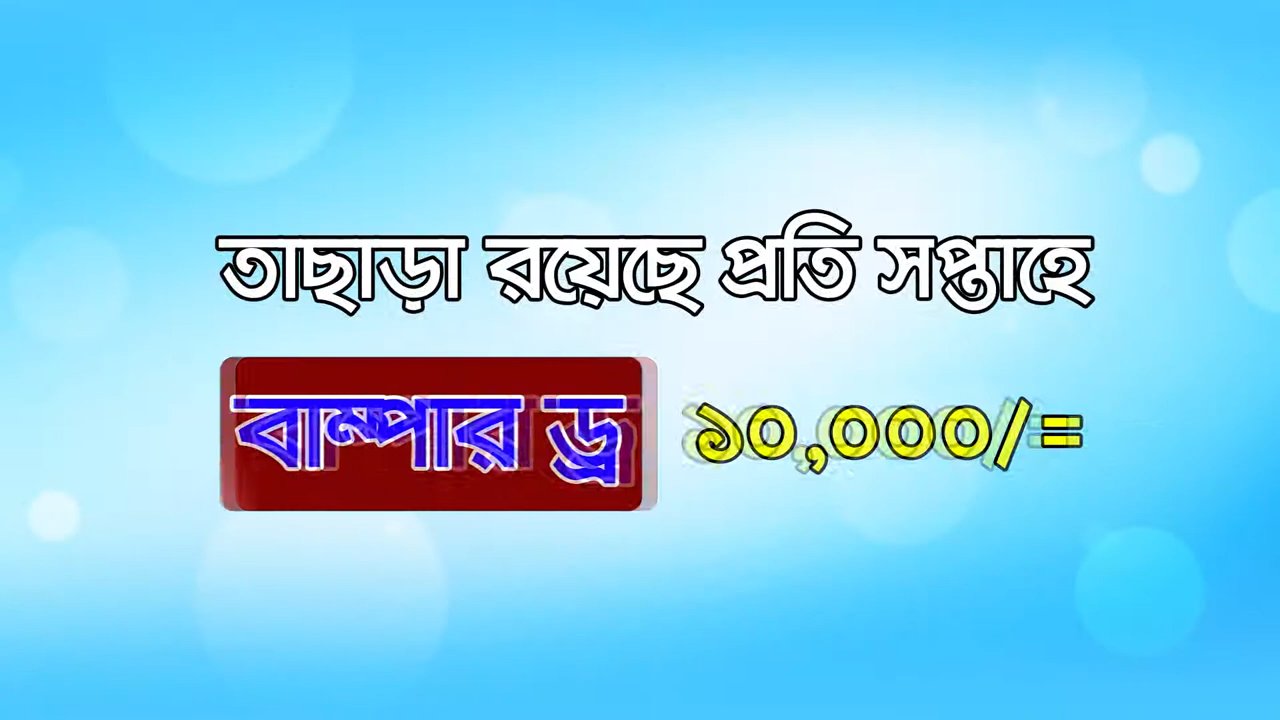 তাছাড়া রয়েছে প্রতি সপ্তাহে
বাম্পার ড্র ১০,০০০/=